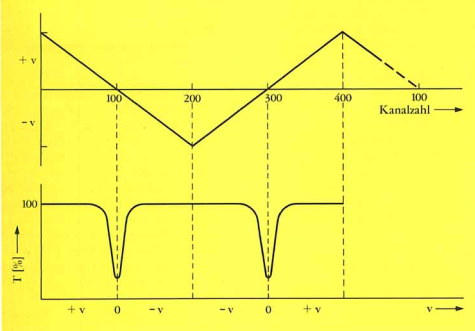 + v
100 200 300 400 100
Kanalzahl
- v
100
T [%]
+ v 0 -v -v 0 + v v